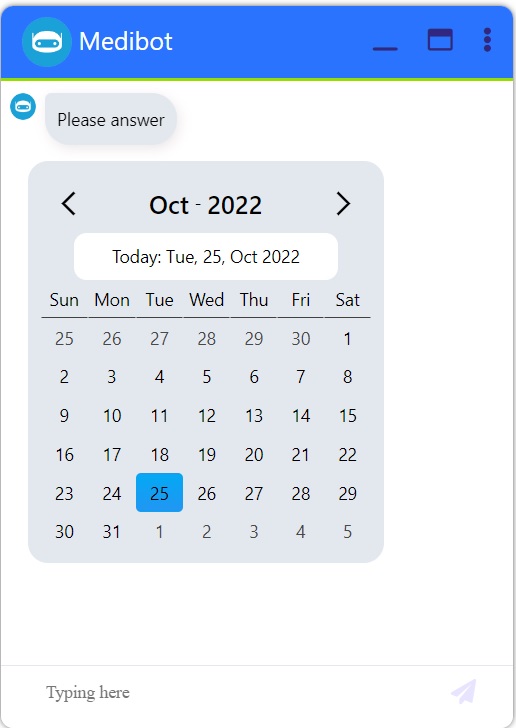 Medibot
Please answer
Oct - 2022
Today: Tue, 25, Oct 2022
Sun Mon Tue Wed Thu Fri Sat
25 26 27 28 29 30 1
2 3 4 5 6 7 8
9 10 11 12 13 14 15
16 17 18 19 20 21 22
23 24 25 26 27 28 29
30 31 1 2 3 4 5
Typing here